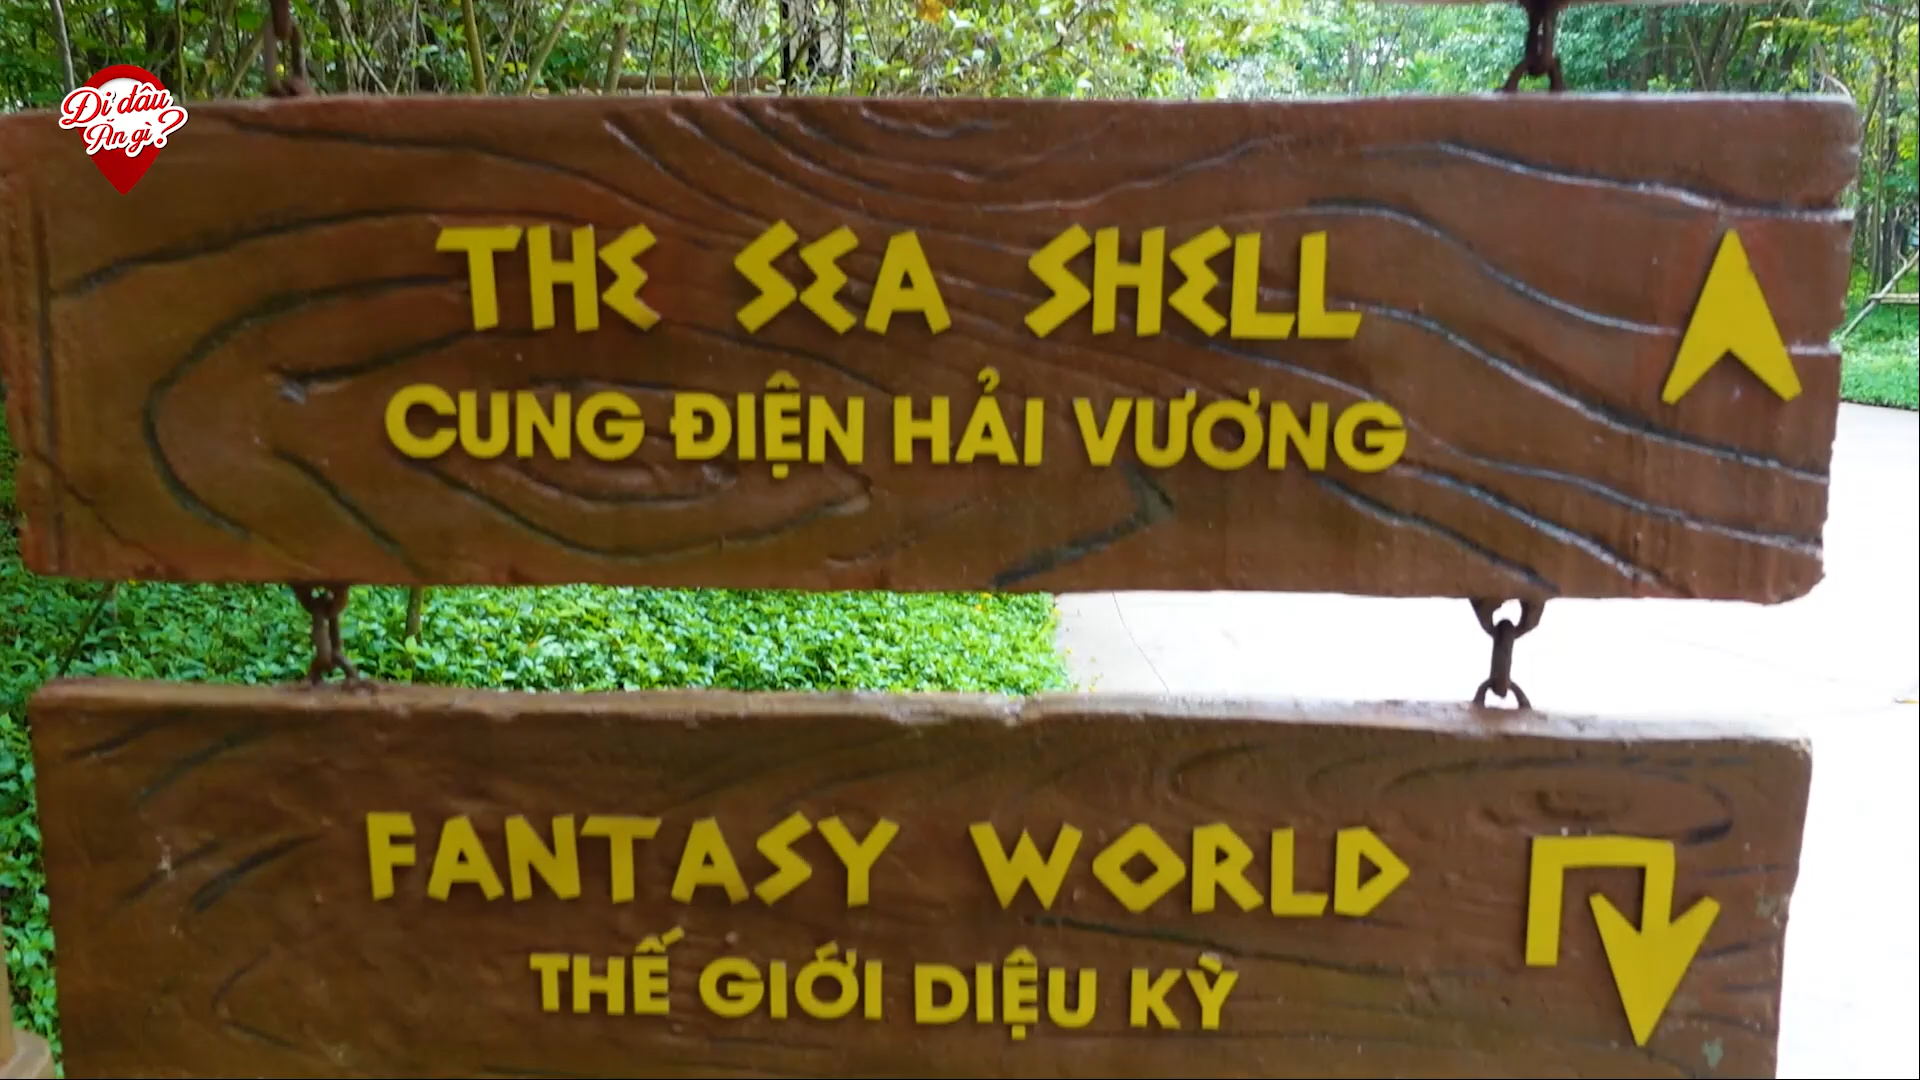 Đi đâu
Ăn gì?
THE SEA SHELL
CUNG ĐIỆN HẢI VƯƠNG
FANTASY WORLD
THẾ GIỚI DIỆU KỲ